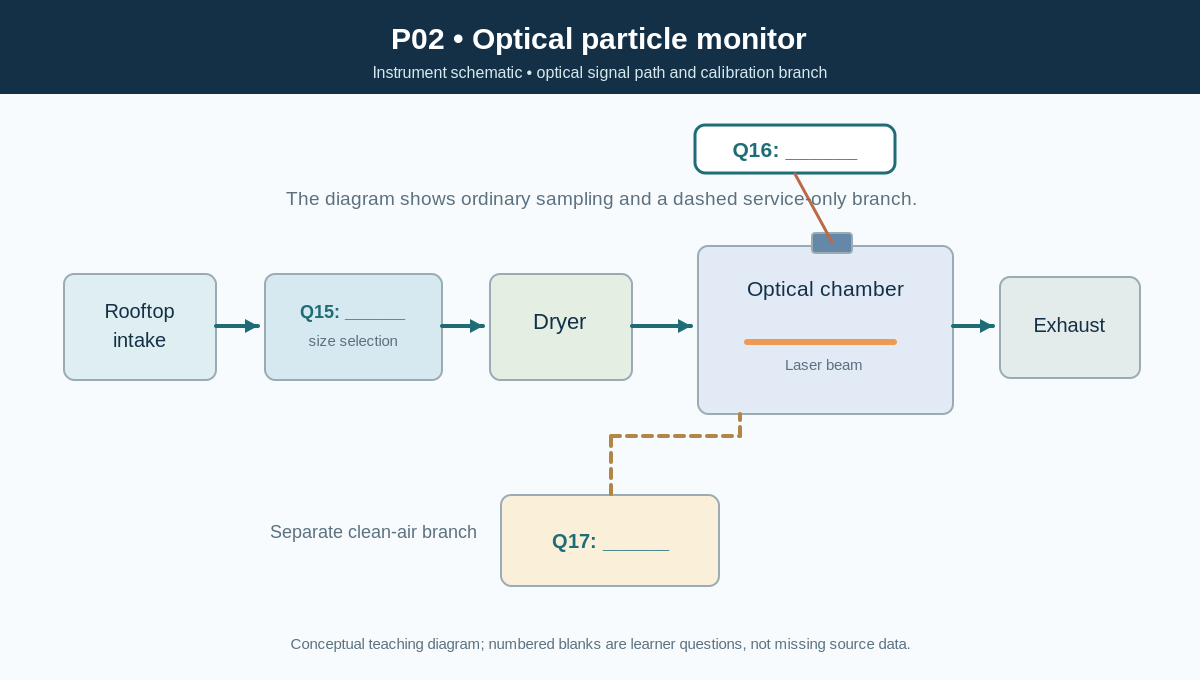 P02 • Optical particle monitor
Instrument schematic • optical signal path and calibration branch
Q16: ______
The diagram shows ordinary sampling and a dashed service-only branch.
Rooftop
intake
Q15: ______
size selection
Dryer
Optical chamber
Laser beam
Exhaust
Separate clean-air branch
Q17: ______
Conceptual teaching diagram; numbered blanks are learner questions, not missing source data.